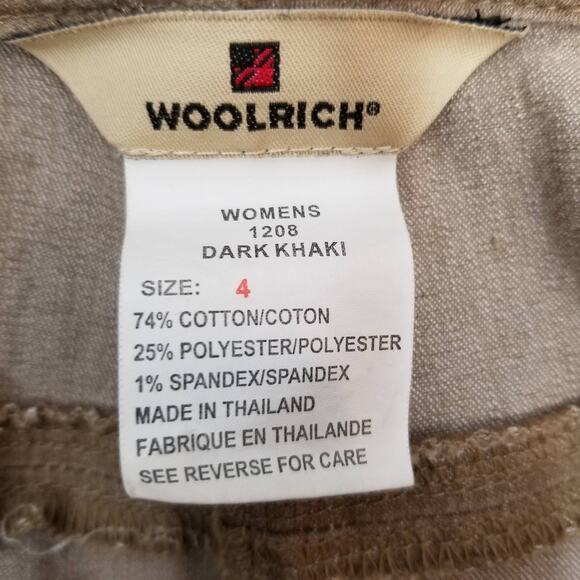 WOOLRICH®
WOMENS
1208
DARK KHAKI
SIZE: 4
74% COTTON/COTON
25% POLYESTER/POLYESTER
1% SPANDEX/SPANDEX
MADE IN THAILAND
FABRIQUE EN THAILANDE
SEE REVERSE FOR CARE